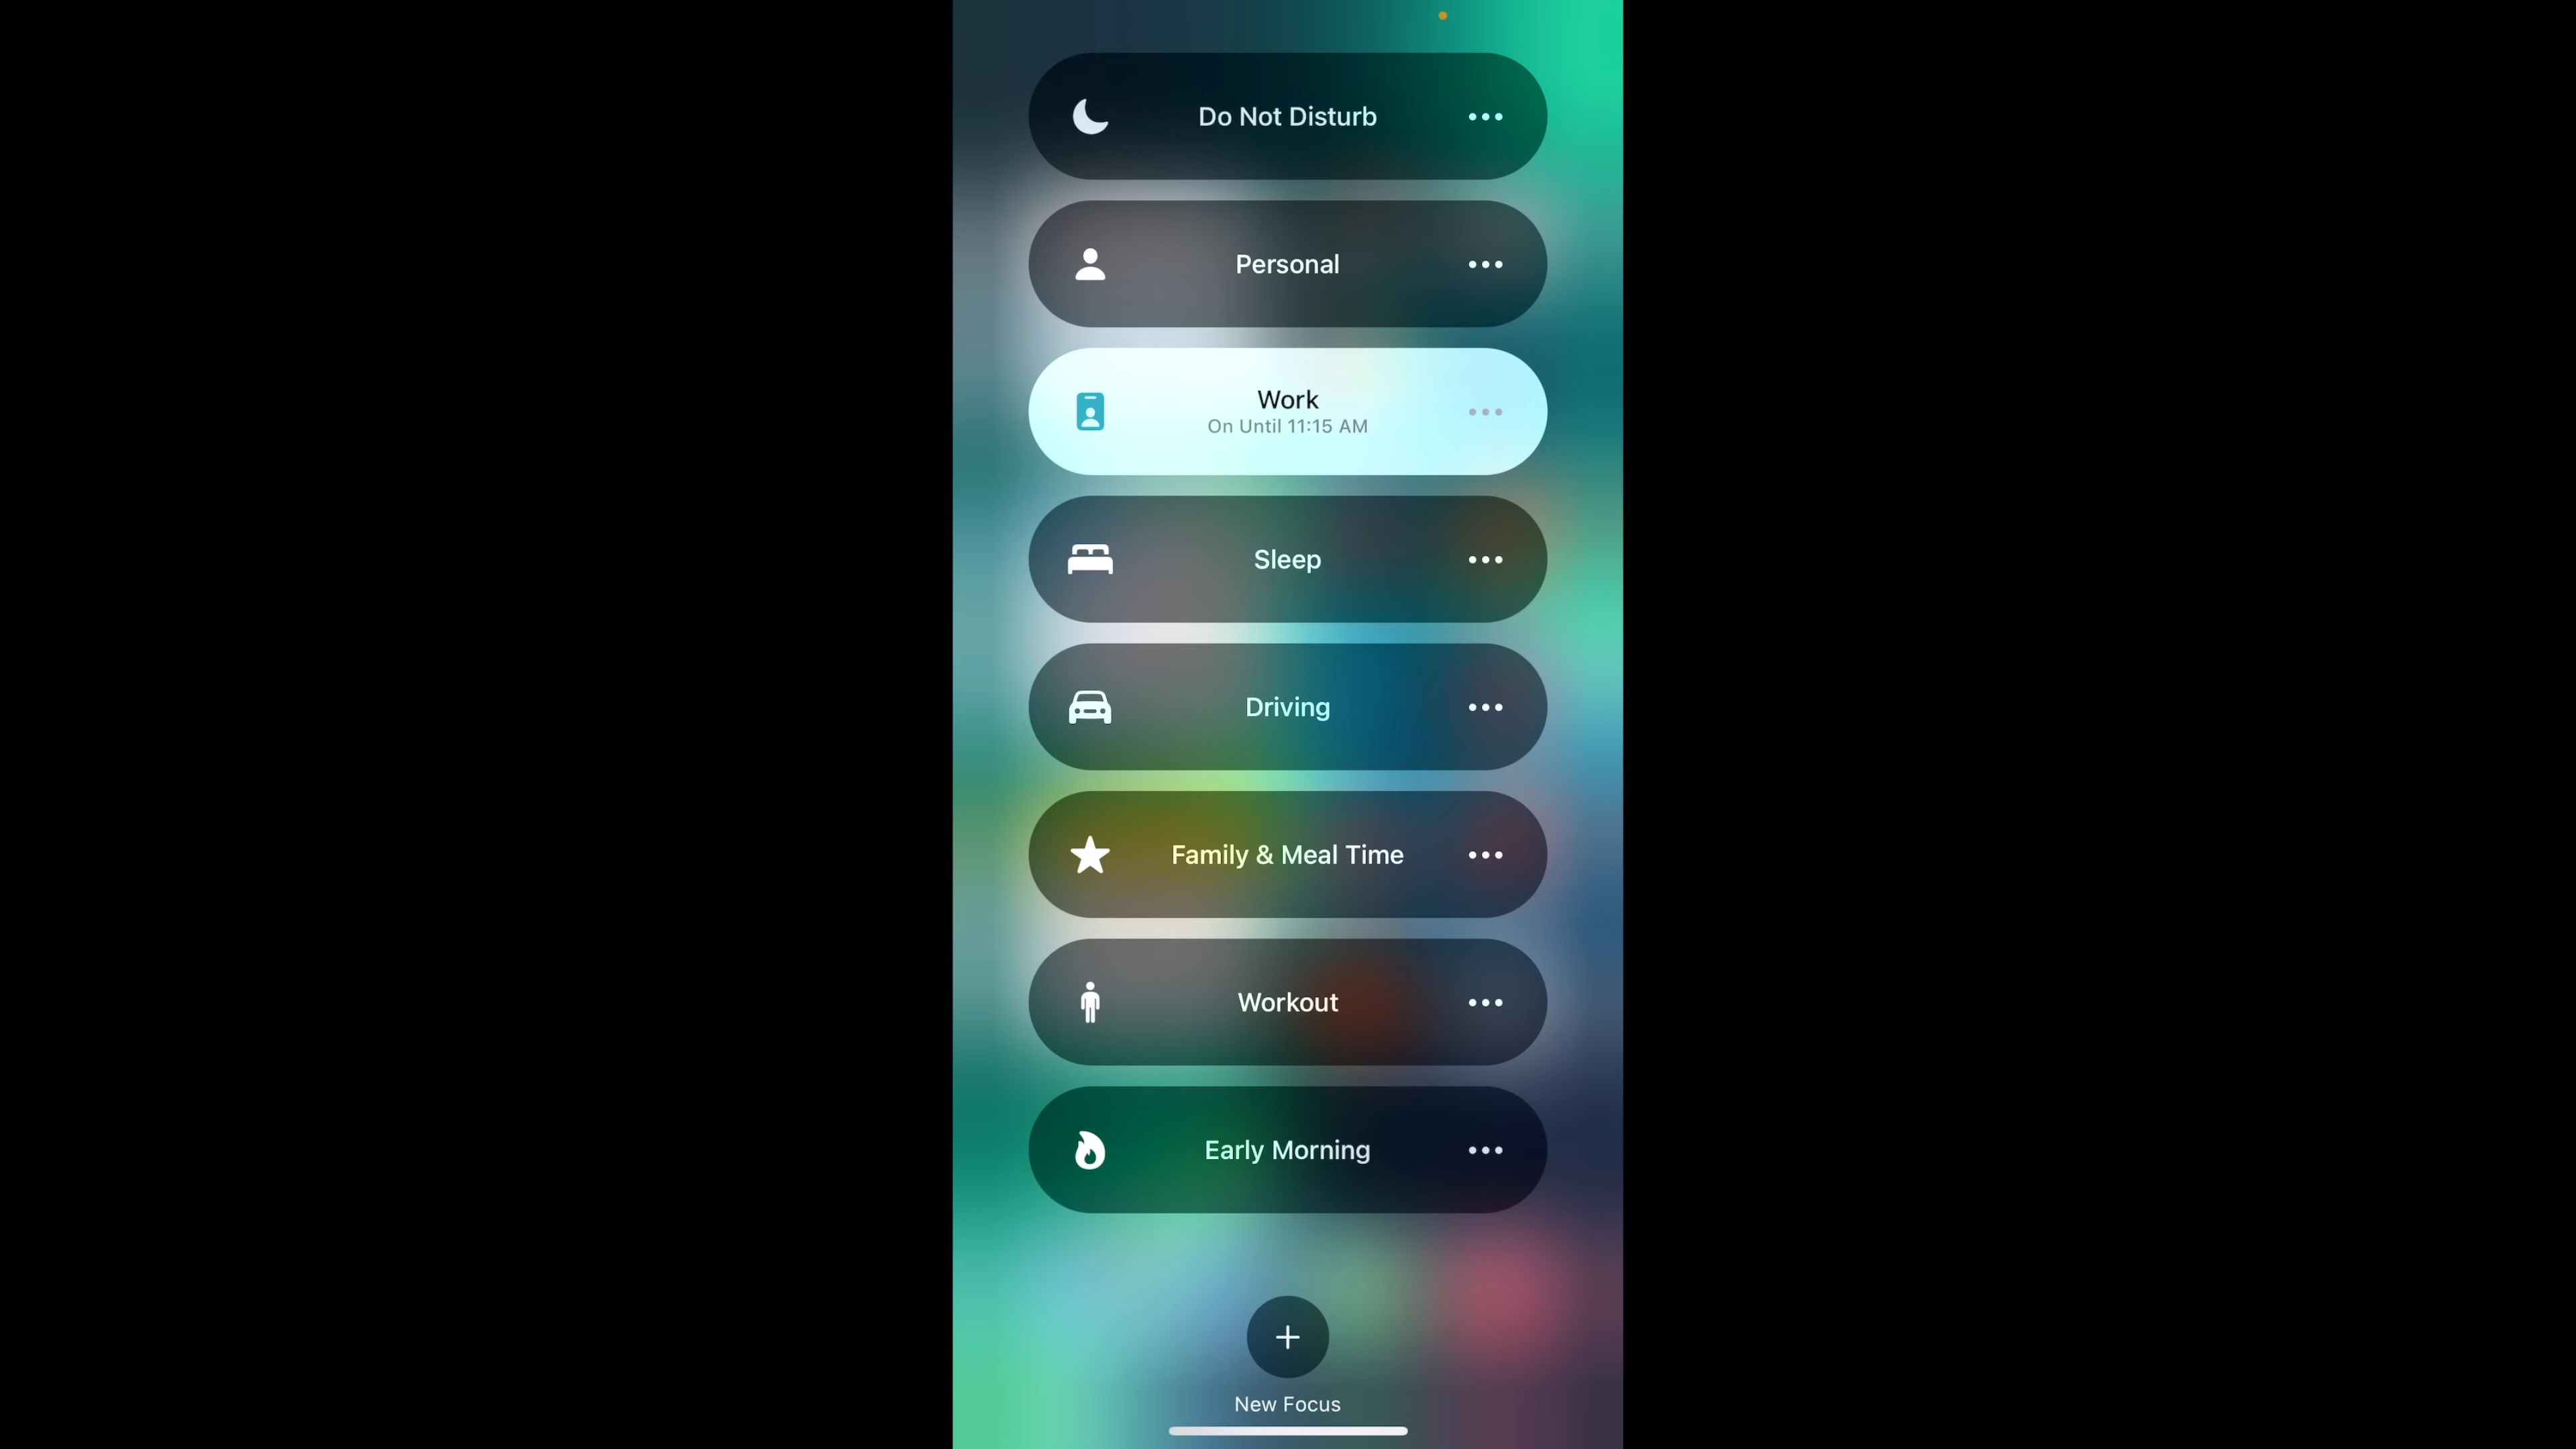 Do Not Disturb
Personal
Work
On Until 11:15 AM
Sleep
Driving
Family & Meal Time
Workout
Early Morning
New Focus